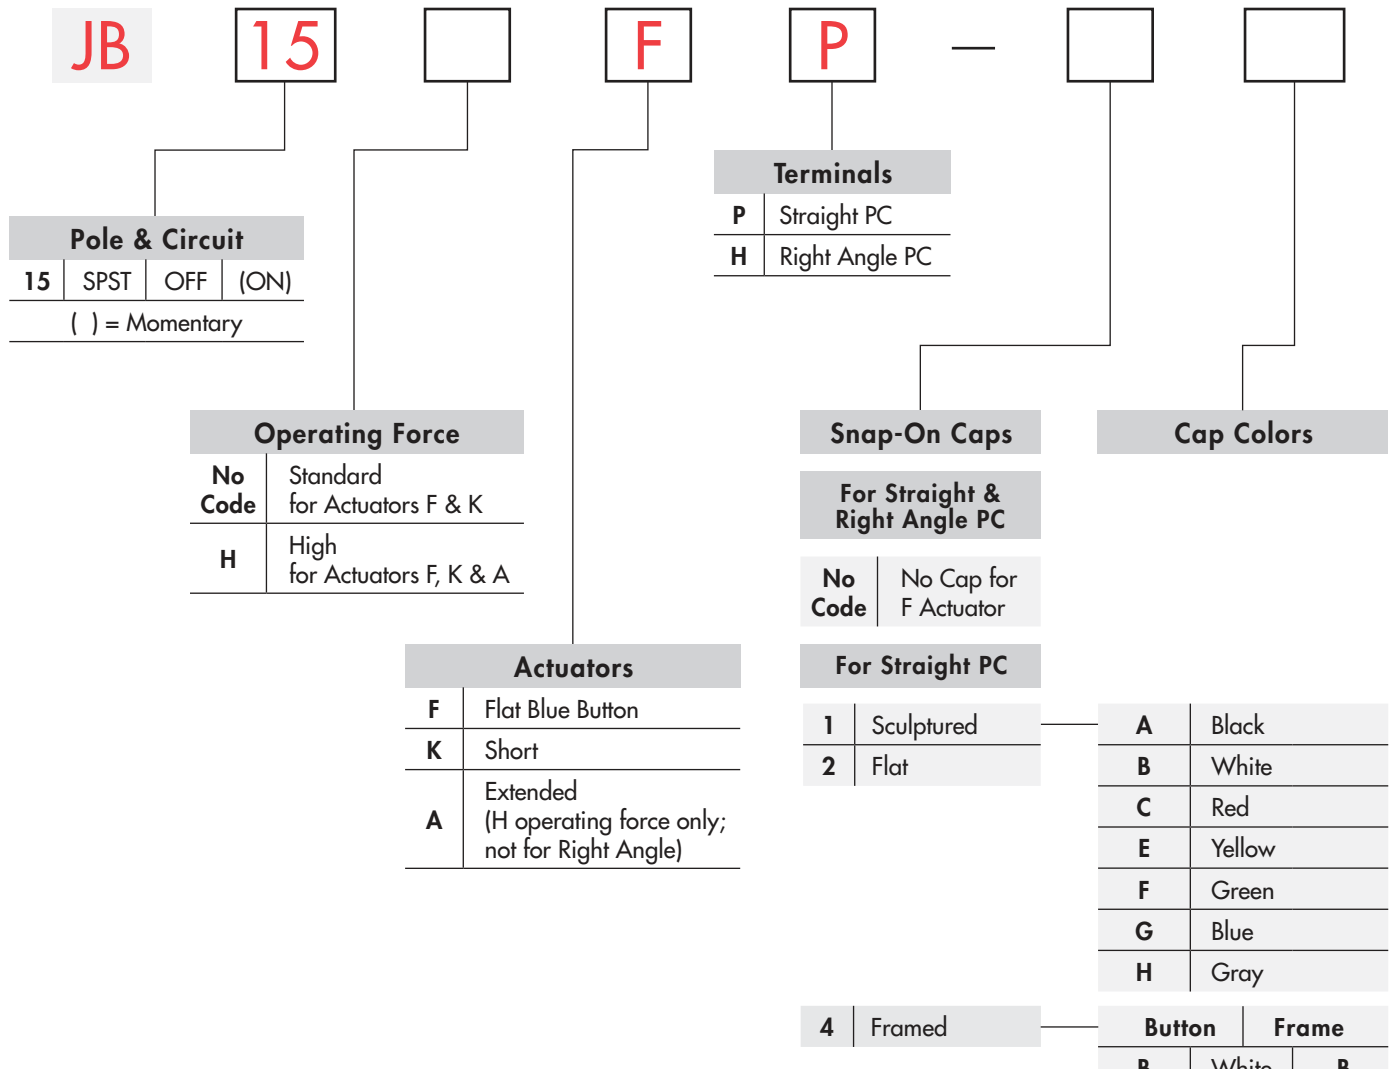 JB 15 F P —
Terminals
P Straight PC
H Right Angle PC
Pole & Circuit
15 SPST OFF (ON)
( ) = Momentary
Operating Force
No Code Standard
for Actuators F & K
H High
for Actuators F, K & A
Actuators
F Flat Blue Button
K Short
A Extended
(H operating force only;
not for Right Angle)
Snap-On Caps
For Straight &
Right Angle PC
No Code No Cap for
F Actuator
For Straight PC
1 Sculptured
2 Flat
4 Framed
Cap Colors
A Black
B White
C Red
E Yellow
F Green
G Blue
H Gray
Button Frame
B White B